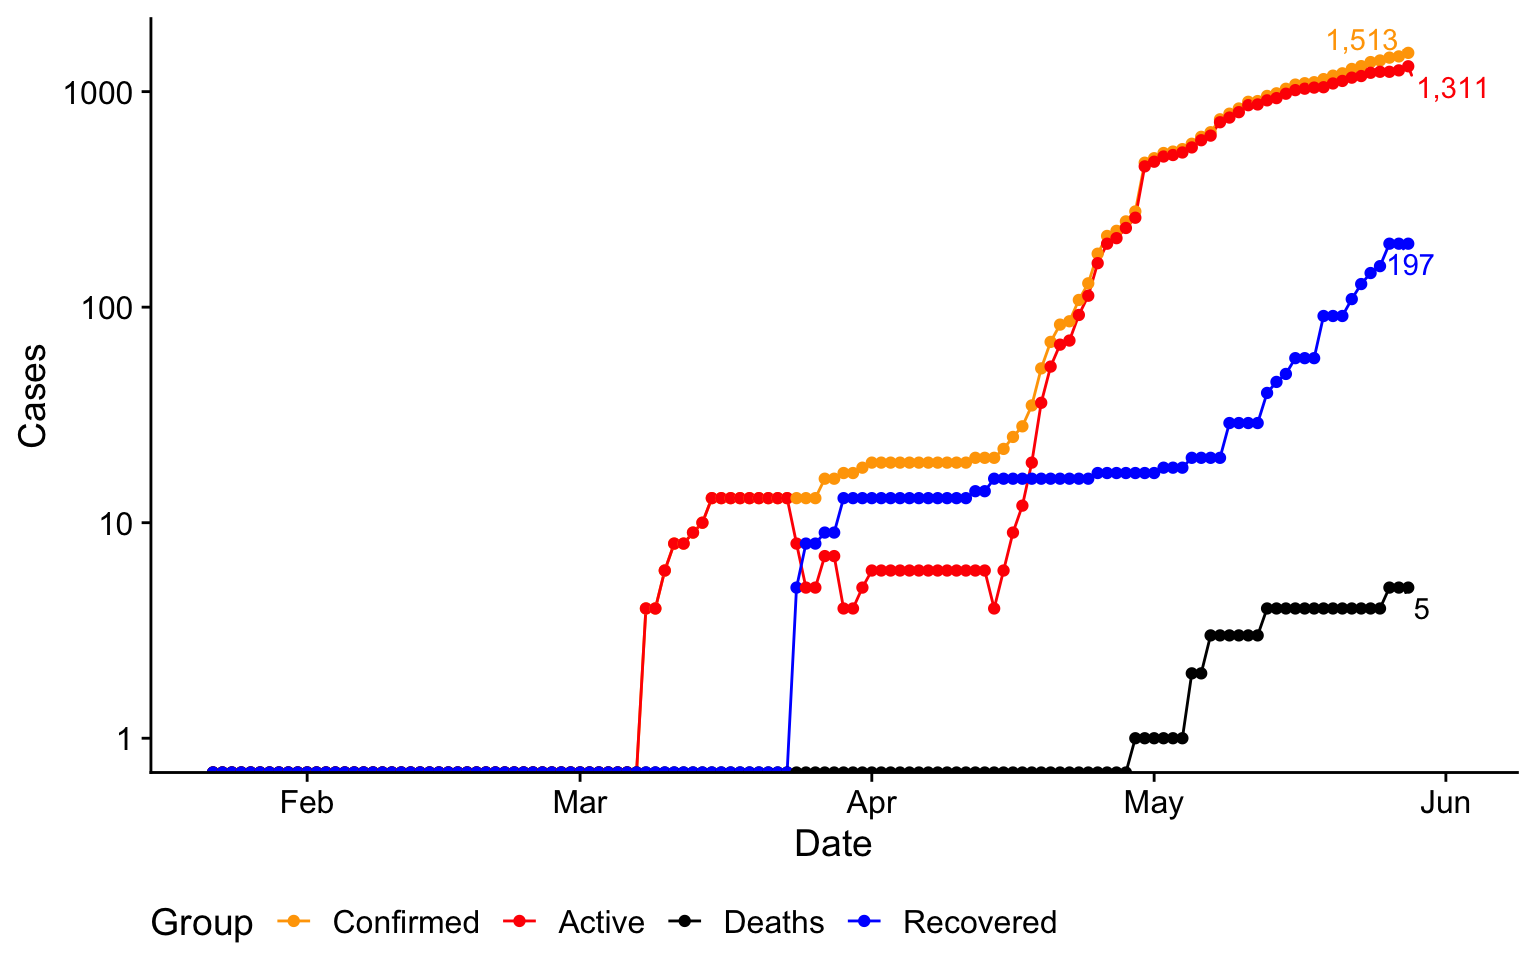 1,513
1,311
1000
197
100
10
5
1
Cases
Feb Mar Apr May Jun
Date
Group Confirmed Active Deaths Recovered